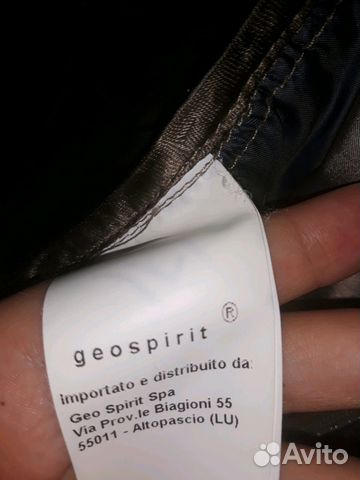 geospirit ®
Importato e distribuito da:
Geo Spirit Spa
Via Prov.le Biagioni 55
55011 - Altopascio (LU)
Avito